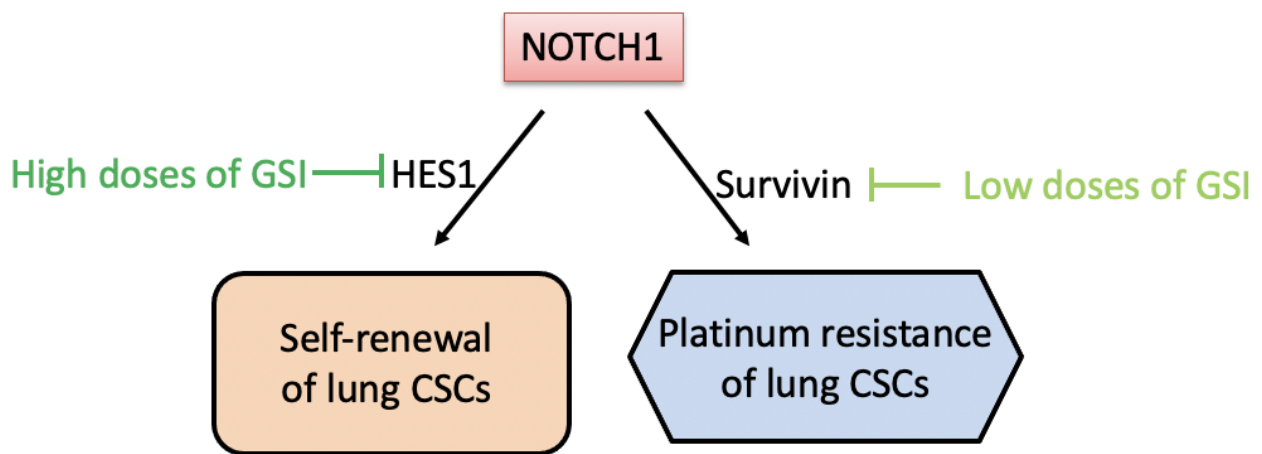 NOTCH1
High doses of GSI
HES1
Survivin
Low doses of GSI
Self-renewal
of lung CSCs
Platinum resistance
of lung CSCs